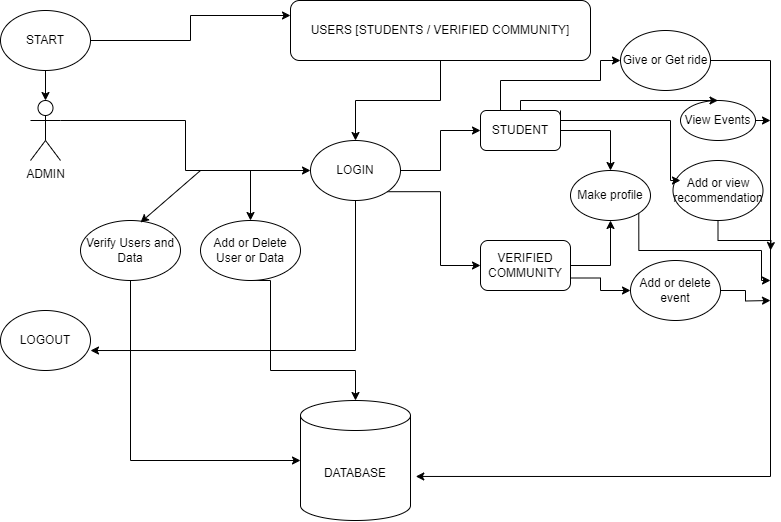 START
USERS [STUDENTS / VERIFIED COMMUNITY]
Give or Get ride
View Events
STUDENT
ADMIN
LOGIN
Make profile
Add or view
recommendation
Verify Users and
Data
Add or Delete
User or Data
VERIFIED
COMMUNITY
Add or delete
event
LOGOUT
DATABASE